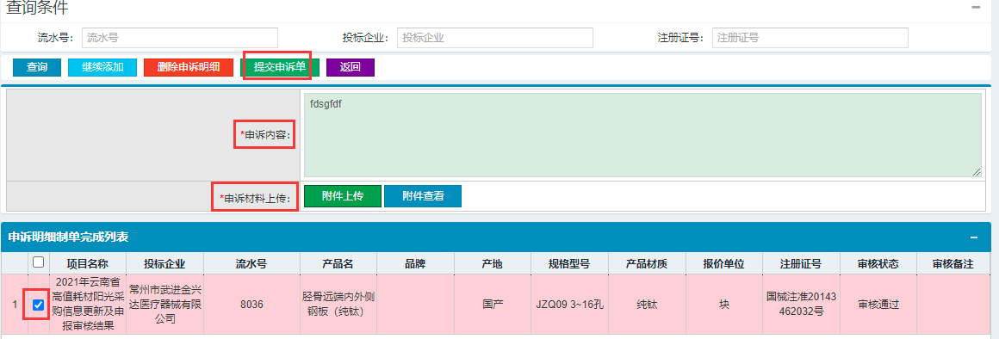 查询条件
流水号： 流水号 投标企业： 投标企业 注册证号： 注册证号
查询 继续添加 删除申诉明细 提交申诉单 返回
fdsgfdf
*申诉内容：
*申诉材料上传： 附件上传 附件查看
申诉明细制单完成列表
项目名称 投标企业 流水号 产品名 品牌 产地 规格型号 产品材质 报价单位 注册证号 审核状态 审核备注
1
2021年云南省
高值耗材阳光采
购信息更新及申
报审核结果
常州市武进金兴
达医疗器械有限
公司
8036
胫骨远端内外侧
钢板（纯钛）
国产
JZQ09 3~16孔
纯钛
块
国械注准20143
462032号
审核通过